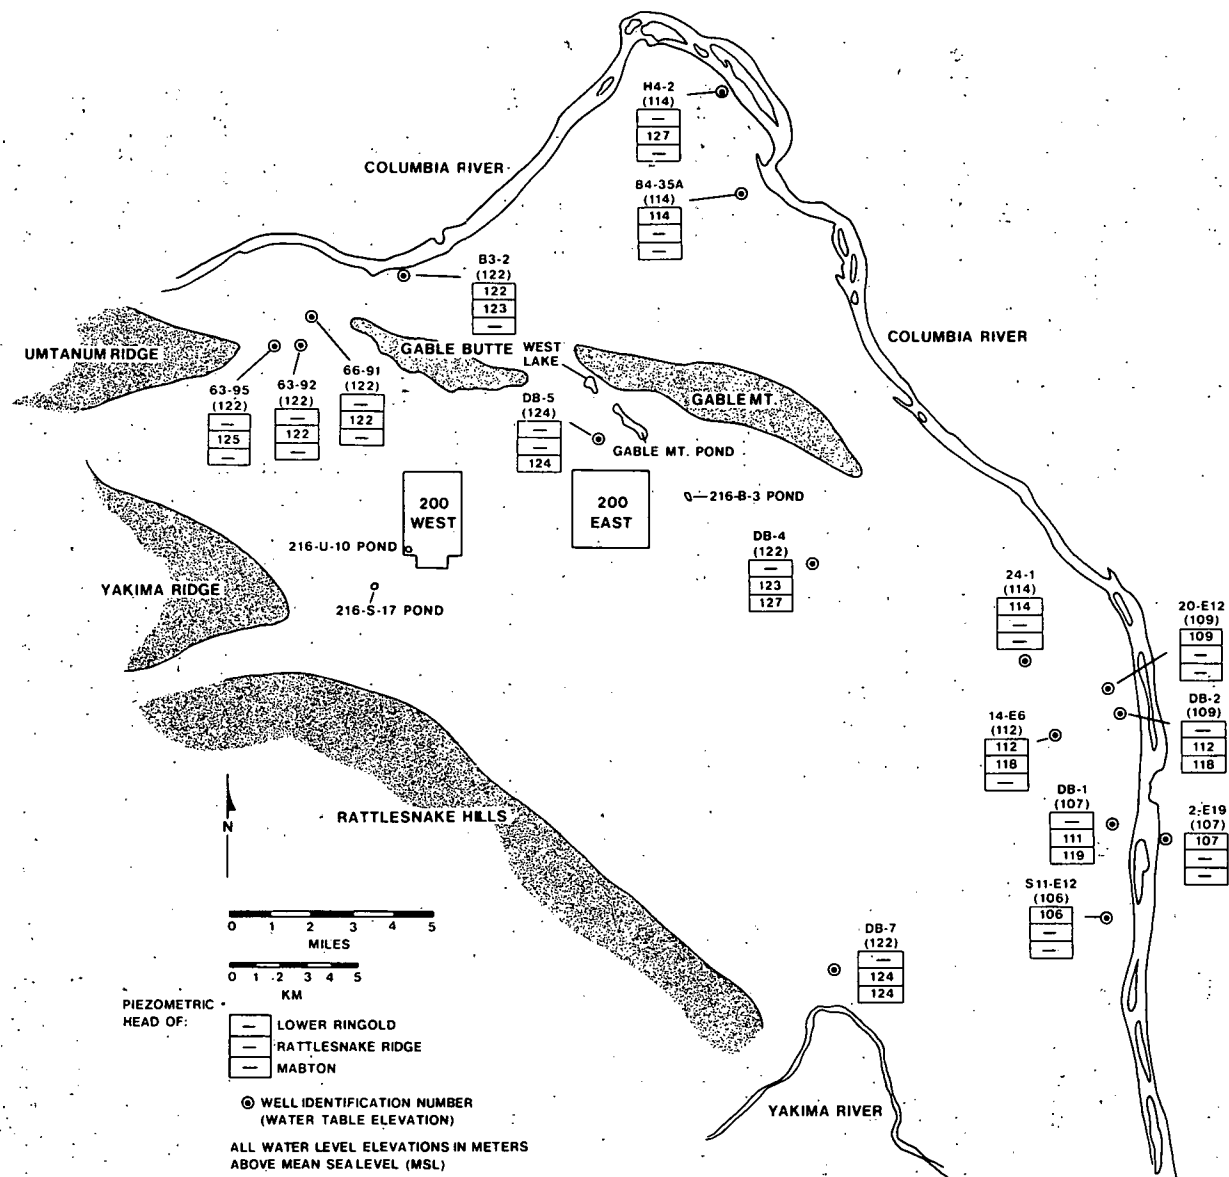 H4-2
(114)
–
127
–
COLUMBIA RIVER
B4-35A
(114)
114
–
–
B3-2
(122)
122
123
–
COLUMBIA RIVER
UMTANUM RIDGE
GABLE BUTTE
WEST
LAKE
GABLE MT.
63-95
(122)
–
125
–
63-92
(122)
–
122
–
66-91
(122)
–
122
–
DB-5
(124)
–
–
124
GABLE MT. POND
200
WEST
200
EAST
216-B-3 POND
216-U-10 POND
DB-4
(122)
–
123
127
YAKIMA RIDGE
216-S-17 POND
24-1
(114)
114
–
–
20-E12
(109)
109
–
–
DB-2
(109)
–
112
118
14-E6
(112)
112
118
–
DB-1
(107)
–
111
119
2-E19
(107)
107
–
–
N
RATTLESNAKE HILLS
S11-E12
(106)
106
–
–
0 1 2 3 4 5
MILES
0 1 2 3 4 5
KM
DB-7
(122)
–
124
124
PIEZOMETRIC
HEAD OF:
– LOWER RINGOLD
– RATTLESNAKE RIDGE
– MABTON
WELL IDENTIFICATION NUMBER
(WATER TABLE ELEVATION)
YAKIMA RIVER
ALL WATER LEVEL ELEVATIONS IN METERS
ABOVE MEAN SEA LEVEL (MSL)